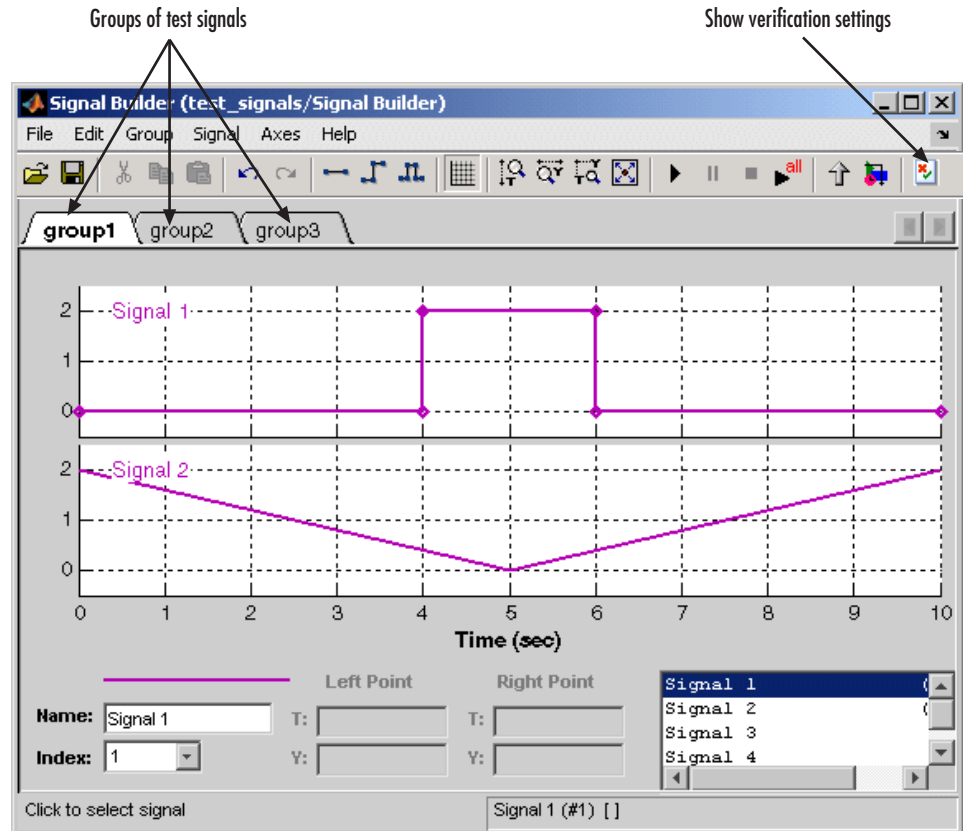 Groups of test signals
Show verification settings
Signal Builder (test_signals/Signal Builder)
File Edit Group Signal Axes Help
all
group1 group2 group3
2
Signal 1
1
0
2
Signal 2
1
0
0 1 2 3 4 5 6 7 8 9 10
Time (sec)
Left Point Right Point
Name: Signal 1 T: T:
Index: 1 Y: Y:
Signal 1 (
Signal 2 (
Signal 3
Signal 4
Click to select signal
Signal 1 (#1) [ ]